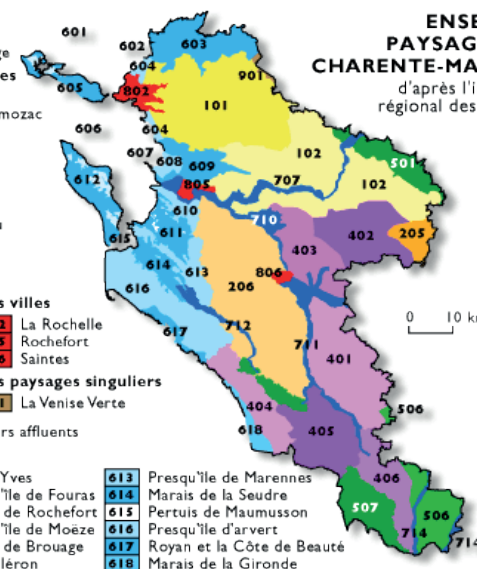 ENSE
PAYSAG
CHARENTE-MA
d'après l'i
régional des
601
602
603
604
605
802
901
101
mozac
604
606
607
608
609
102
501
707
102
612
805
610
710
611
402
205
403
615
614
613
806
616
206
617
712
711
401
s villes
La Rochelle
Rochefort
Saintes
0 10 k
s paysages singuliers
La Venise Verte
rs affluents
404
506
618
405
406
507
506
714
714
Yves
'île de Fouras
de Rochefort
'île de Moëze
de Brouage
léron
613 Presqu'île de Marennes
614 Marais de la Seudre
615 Pertuis de Maumusson
616 Presqu'île d'arvert
617 Royan et la Côte de Beauté
618 Marais de la Gironde